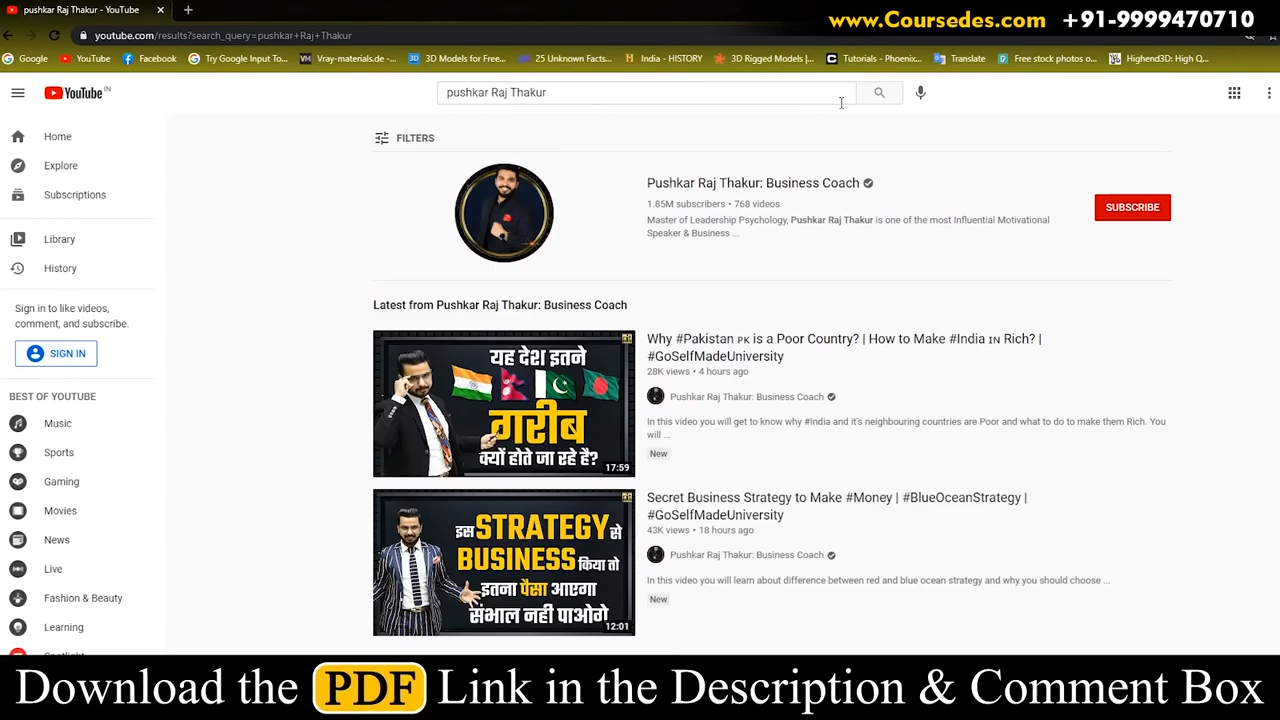 pushkar Raj Thakur - YouTube
www.Coursedes.com +91-9999470710
youtube.com/results?search_query=pushkar+Raj+Thakur
Google YouTube Facebook Try Google Input To... Vray-materials.de -... 3D Models for Free... 25 Unknown Facts... India - HISTORY 3D Rigged Models |... Tutorials - Phoenix... Translate Free stock photos o... Highend3D: High Q...
YouTube IN
pushkar Raj Thakur
Home
Explore
Subscriptions
Library
History
Sign in to like videos,
comment, and subscribe.
SIGN IN
BEST OF YOUTUBE
Music
Sports
Gaming
Movies
News
Live
Fashion & Beauty
Learning
FILTERS
Pushkar Raj Thakur: Business Coach
1.85M subscribers • 768 videos
Master of Leadership Psychology, Pushkar Raj Thakur is one of the most Influential Motivational
Speaker & Business ...
SUBSCRIBE
Latest from Pushkar Raj Thakur: Business Coach
यह देश इतने
गरीब
क्यों होते जा रहे है?
17:59
Why #Pakistan PK is a Poor Country? | How to Make #India IN Rich? |
#GoSelfMadeUniversity
28K views • 4 hours ago
Pushkar Raj Thakur: Business Coach
In this video you will get to know why #India and it's neighbouring countries are Poor and what to do to make them Rich. You
will ...
New
इस STRATEGY से
BUSINESS किया तो
इतना पैसा आएगा
संभाल नही पाओगे
12:01
Secret Business Strategy to Make #Money | #BlueOceanStrategy |
#GoSelfMadeUniversity
43K views • 18 hours ago
Pushkar Raj Thakur: Business Coach
In this video you will learn about difference between red and blue ocean strategy and why you should choose ...
New
Download the PDF Link in the Description & Comment Box